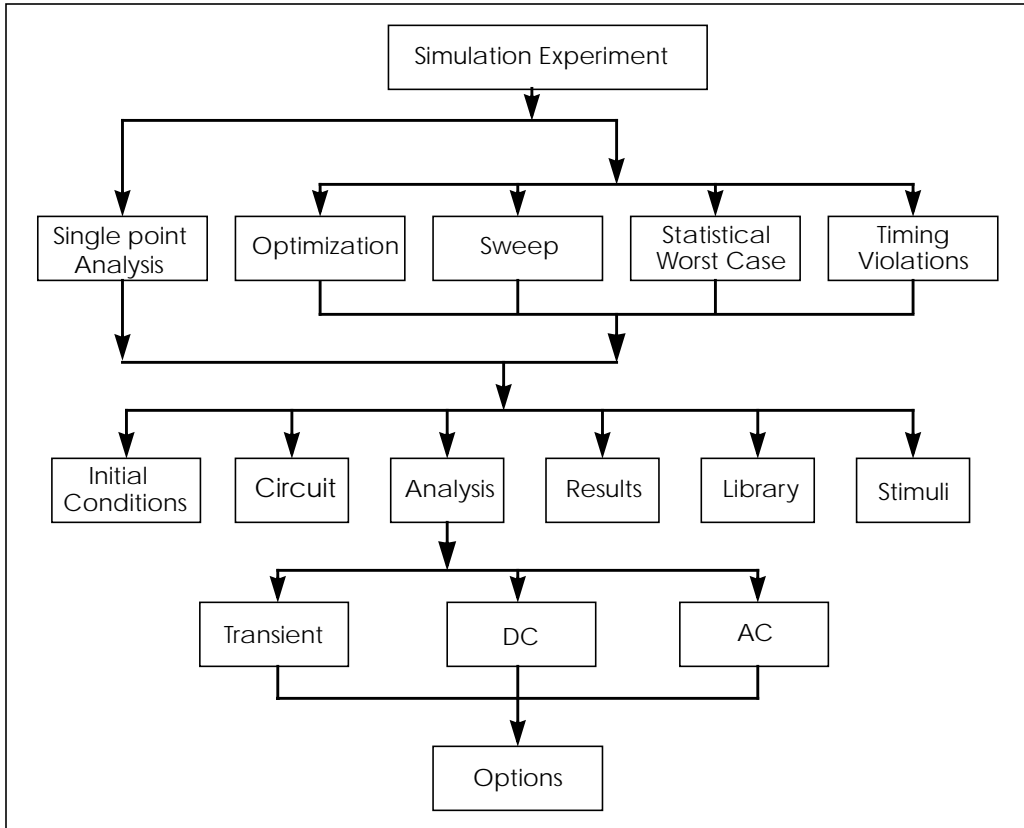 Simulation Experiment
Single point
Analysis
Optimization
Sweep
Statistical
Worst Case
Timing
Violations
Initial
Conditions
Circuit
Analysis
Results
Library
Stimuli
Transient
DC
AC
Options